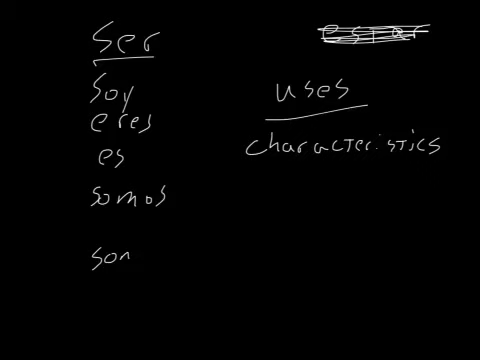 Ser
Soy
eres
es
somos
son
estar
uses
characteristics